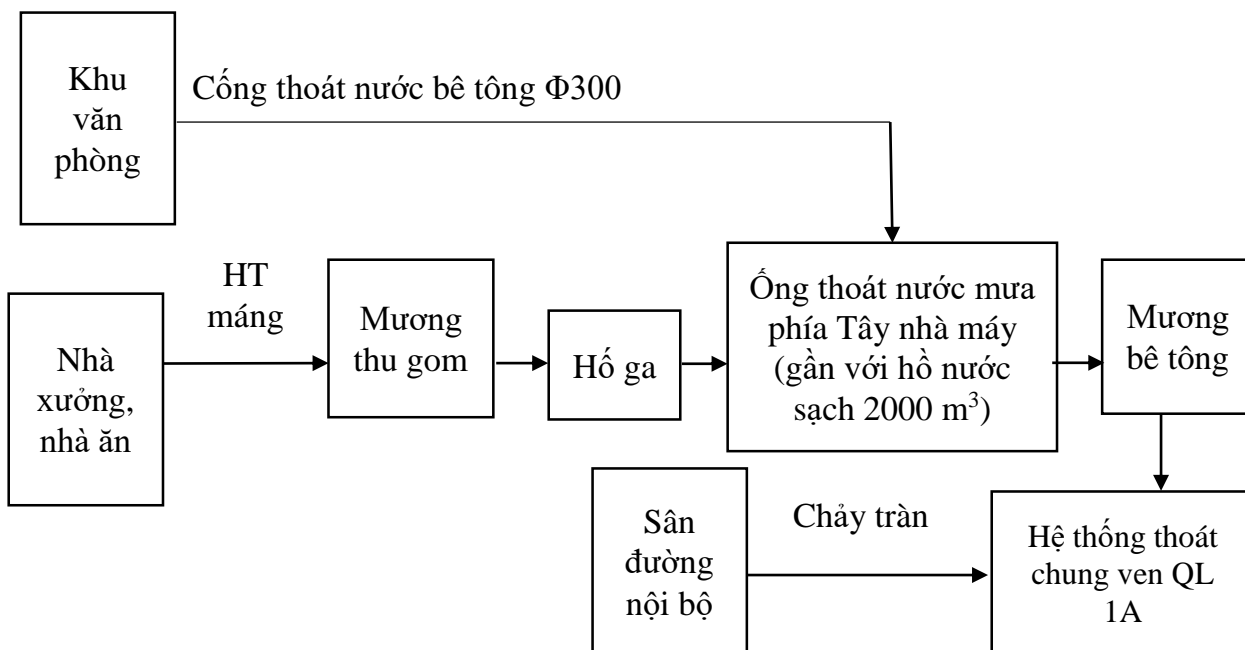 Khu
văn
phòng
Cống thoát nước bê tông Φ300
HT
máng
Nhà
xưởng,
nhà ăn
Mương
thu gom
Hố ga
Ống thoát nước mưa
phía Tây nhà máy
(gần với hồ nước
sạch 2000 m³)
Mương
bê tông
Sân
đường
nội bộ
Chảy tràn
Hệ thống thoát
chung ven QL
1A